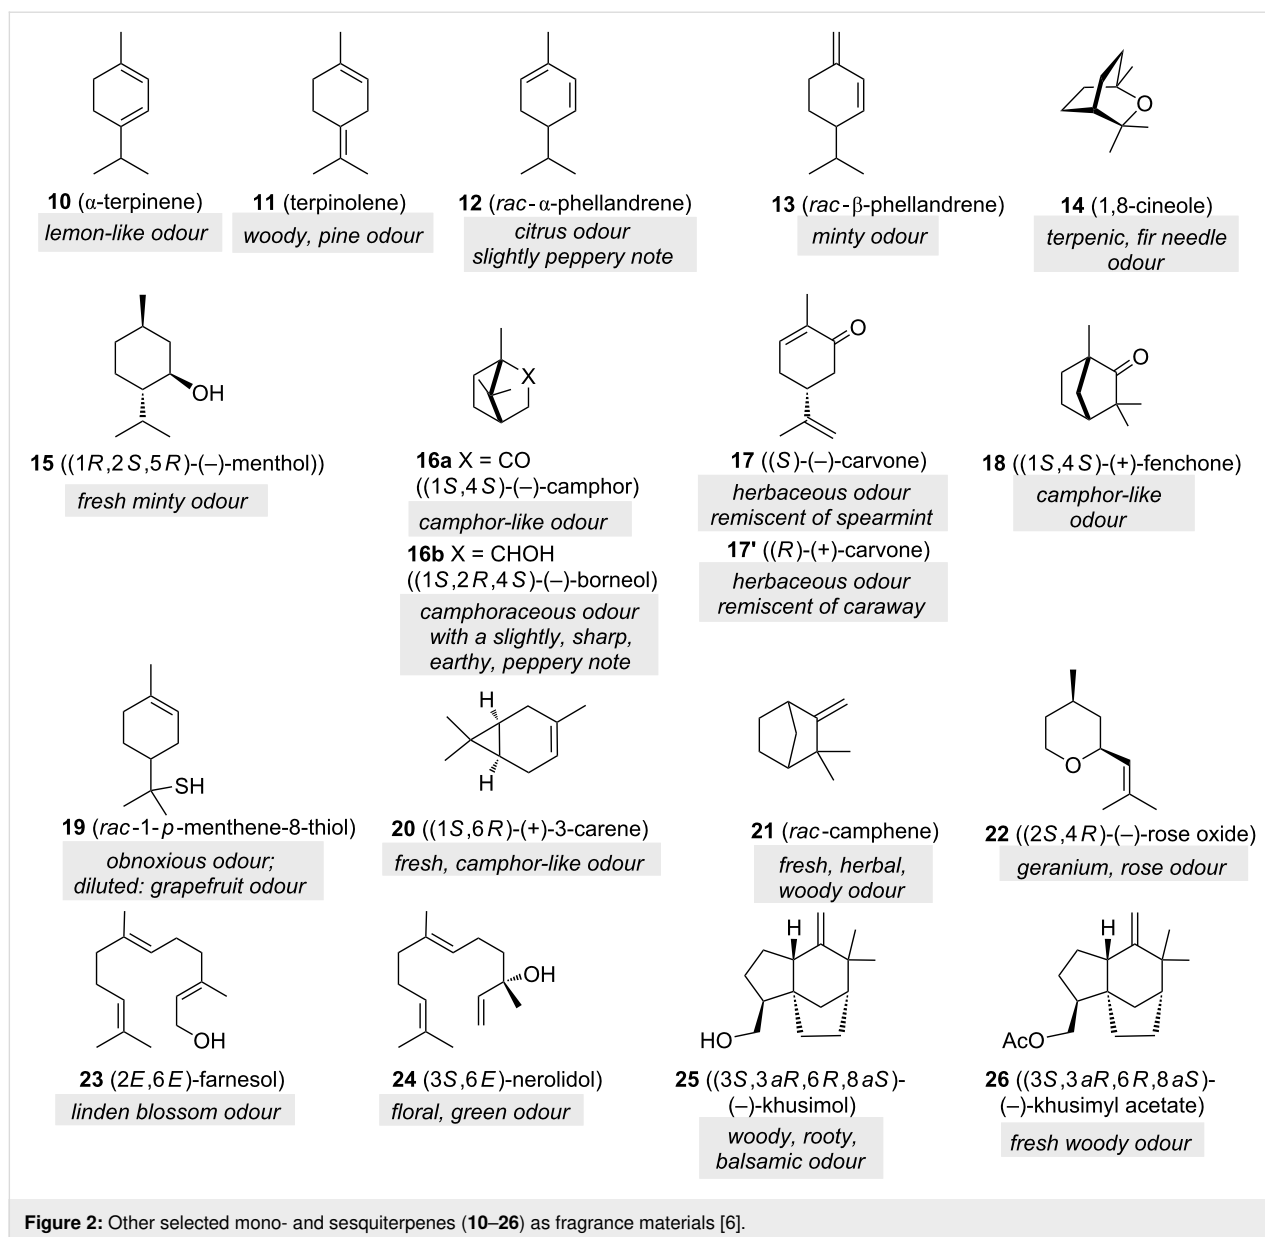 10 (α-terpinene)
lemon-like odour
11 (terpinolene)
woody, pine odour
12 (rac-α-phellandrene)
citrus odour
slightly peppery note
13 (rac-β-phellandrene)
minty odour
O
14 (1,8-cineole)
terpenic, fir needle
odour
OH
15 ((1R,2S,5R)-(–)-menthol))
fresh minty odour
X
16a X = CO
((1S,4S)-(–)-camphor)
camphor-like odour
16b X = CHOH
((1S,2R,4S)-(–)-borneol)
camphoraceous odour
with a slightly, sharp,
earthy, peppery note
O
17 ((S)-(–)-carvone)
herbaceous odour
remiscent of spearmint
17' ((R)-(+)-carvone)
herbaceous odour
remiscent of caraway
O
18 ((1S,4S)-(+)-fenchone)
camphor-like
odour
SH
19 (rac-1-p-menthene-8-thiol)
obnoxious odour;
diluted: grapefruit odour
H
H
20 ((1S,6R)-(+)-3-carene)
fresh, camphor-like odour
21 (rac-camphene)
fresh, herbal,
woody odour
O
22 ((2S,4R)-(–)-rose oxide)
geranium, rose odour
OH
23 (2E,6E)-farnesol)
linden blossom odour
OH
24 (3S,6E)-nerolidol)
floral, green odour
H
HO
25 ((3S,3aR,6R,8aS)-
(–)-khusimol)
woody, rooty,
balsamic odour
H
AcO
26 ((3S,3aR,6R,8aS)-
(–)-khusimyl acetate)
fresh woody odour
Figure 2: Other selected mono- and sesquiterpenes (10–26) as fragrance materials [6].